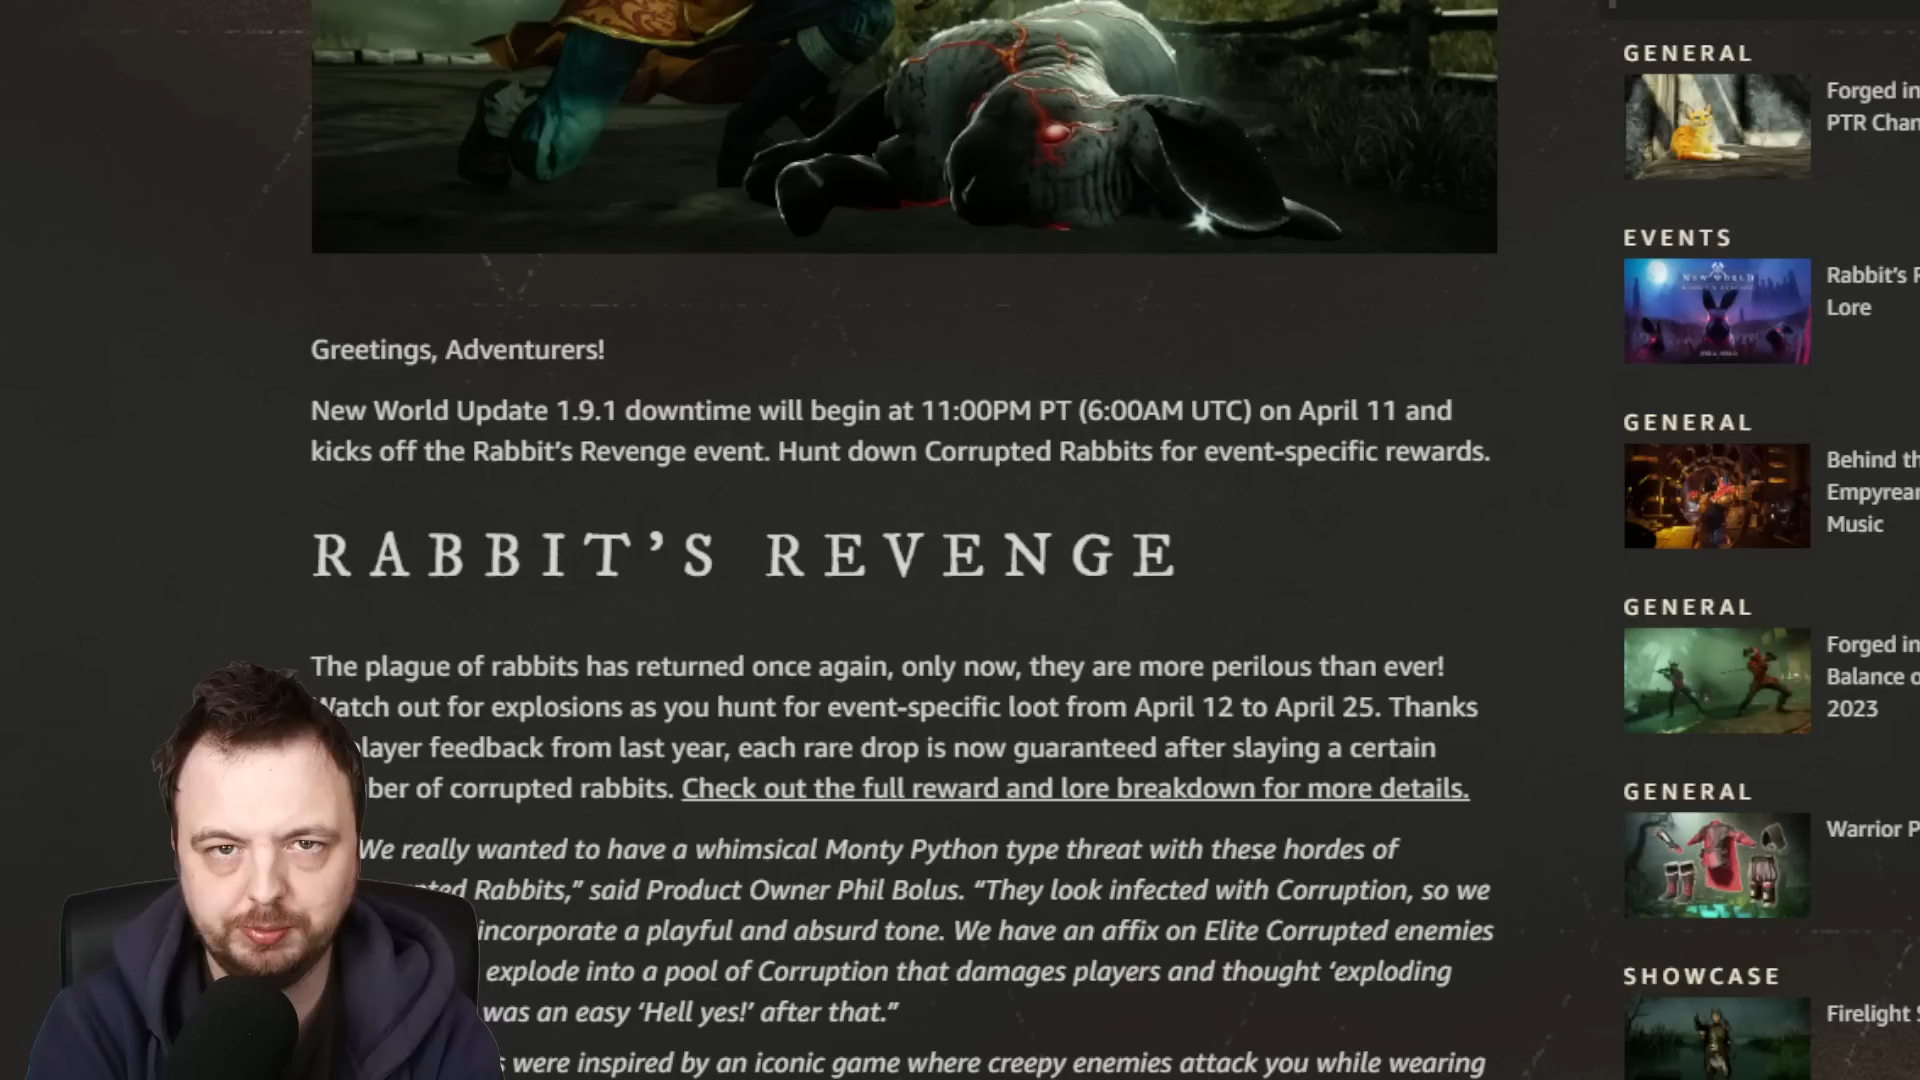 Greetings, Adventurers!
New World Update 1.9.1 downtime will begin at 11:00PM PT (6:00AM UTC) on April 11 and
kicks off the Rabbit’s Revenge event. Hunt down Corrupted Rabbits for event-specific rewards.
RABBIT’S REVENGE
The plague of rabbits has returned once again, only now, they are more perilous than ever!
Watch out for explosions as you hunt for event-specific loot from April 12 to April 25. Thanks
layer feedback from last year, each rare drop is now guaranteed after slaying a certain
ber of corrupted rabbits. Check out the full reward and lore breakdown for more details.
We really wanted to have a whimsical Monty Python type threat with these hordes of
ted Rabbits,” said Product Owner Phil Bolus. “They look infected with Corruption, so we
incorporate a playful and absurd tone. We have an affix on Elite Corrupted enemies
explode into a pool of Corruption that damages players and thought ‘exploding
was an easy ‘Hell yes!’ after that.”
s were inspired by an iconic game where creepy enemies attack you while wearing
GENERAL
Forged in
PTR Chan
EVENTS
NEW WORLD
Rabbit’s R
Lore
GENERAL
Behind th
Empyrear
Music
GENERAL
Forged in
Balance o
2023
GENERAL
Warrior P
SHOWCASE
Firelight S